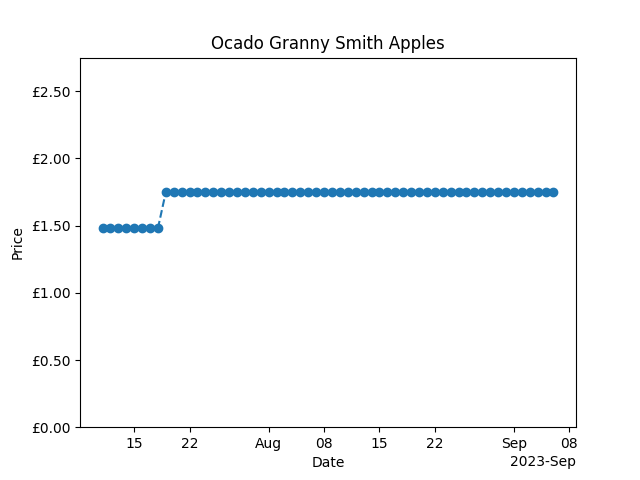 Ocado Granny Smith Apples
£2.50
£2.00
£1.50
£1.00
£0.50
£0.00
Price
15 22 Aug 08 15 22 Sep 08
Date
2023-Sep